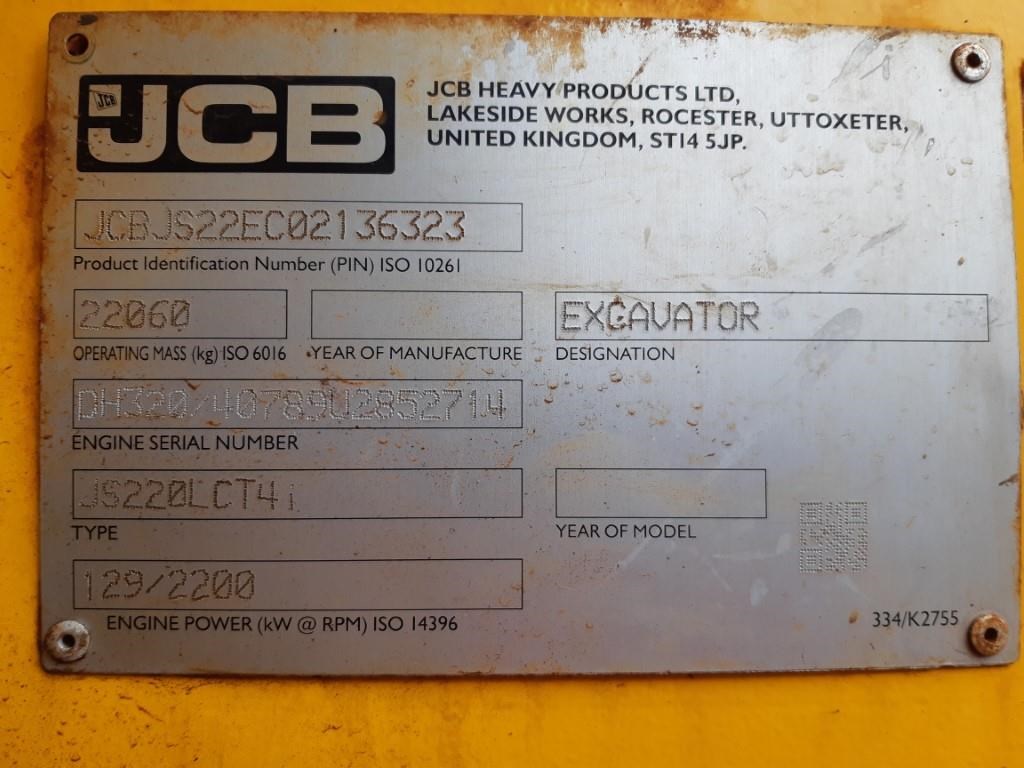 JCB
JCB
JCB HEAVY PRODUCTS LTD,
LAKESIDE WORKS, ROCESTER, UTTOXETER,
UNITED KINGDOM, ST14 5JP.
JCBJS22EC02136323
Product Identification Number (PIN) ISO 10261
22060
OPERATING MASS (kg) ISO 6016
YEAR OF MANUFACTURE
EXCAVATOR
DESIGNATION
DH320/40789U2852714
ENGINE SERIAL NUMBER
JS220LCT4i
TYPE
YEAR OF MODEL
129/2200
ENGINE POWER (kW @ RPM) ISO 14396
334/K2755